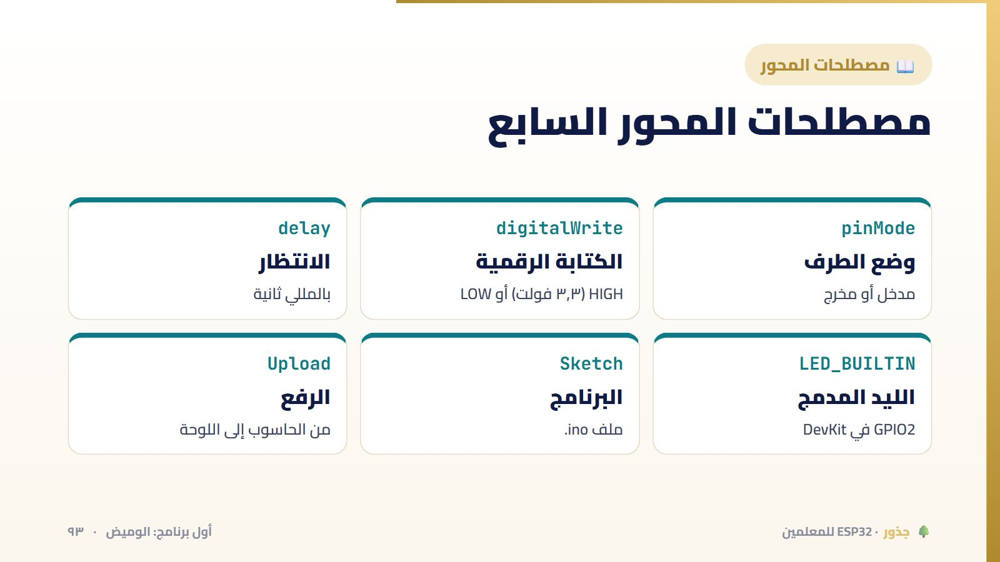 📖 مصطلحات المحور
مصطلحات المحور السابع
pinMode
وضع الطرف
مدخل أو مخرج
digitalWrite
الكتابة الرقمية
HIGH (٣,٣ فولت) أو LOW
delay
الانتظار
بالمللي ثانية
LED_BUILTIN
الليد المدمج
GPIO2 في DevKit
Sketch
البرنامج
ملف ino.
Upload
الرفع
من الحاسوب إلى اللوحة
🌳 جذور · ESP32 للمعلمين
أول برنامج: الوميض · ٩٣